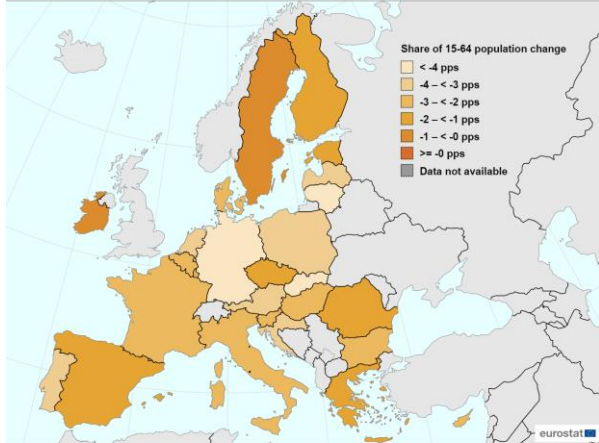 Share of 15-64 population change
< -4 pps
-4 – < -3 pps
-3 – < -2 pps
-2 – < -1 pps
-1 – < -0 pps
>= -0 pps
Data not available
eurostat